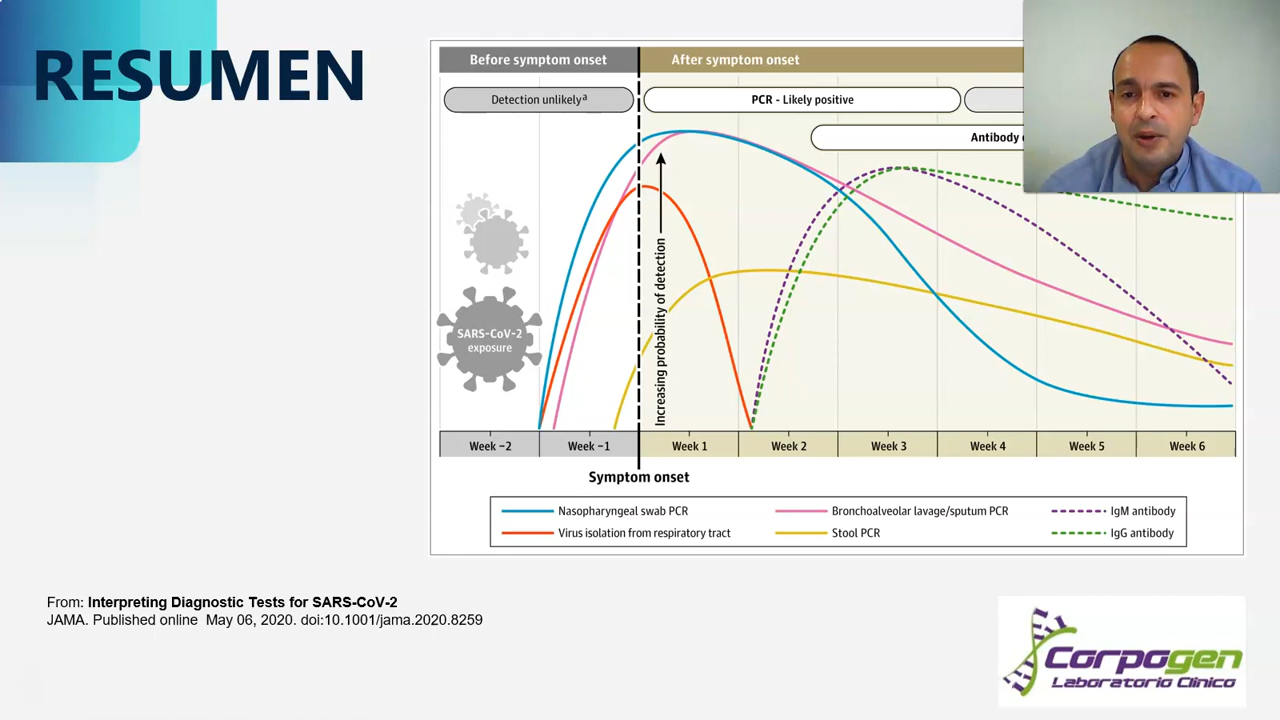 RESUMEN
Before symptom onset
After symptom onset
Detection unlikelyᵃ
PCR - Likely positive
Antibody
SARS-CoV-2
exposure
Increasing probability of detection
Week −2
Week −1
Week 1
Week 2
Week 3
Week 4
Week 5
Week 6
Symptom onset
Nasopharyngeal swab PCR
Bronchoalveolar lavage/sputum PCR
IgM antibody
Virus isolation from respiratory tract
Stool PCR
IgG antibody
From: Interpreting Diagnostic Tests for SARS-CoV-2
JAMA. Published online May 06, 2020. doi:10.1001/jama.2020.8259
Corpogen
Laboratorio Clínico